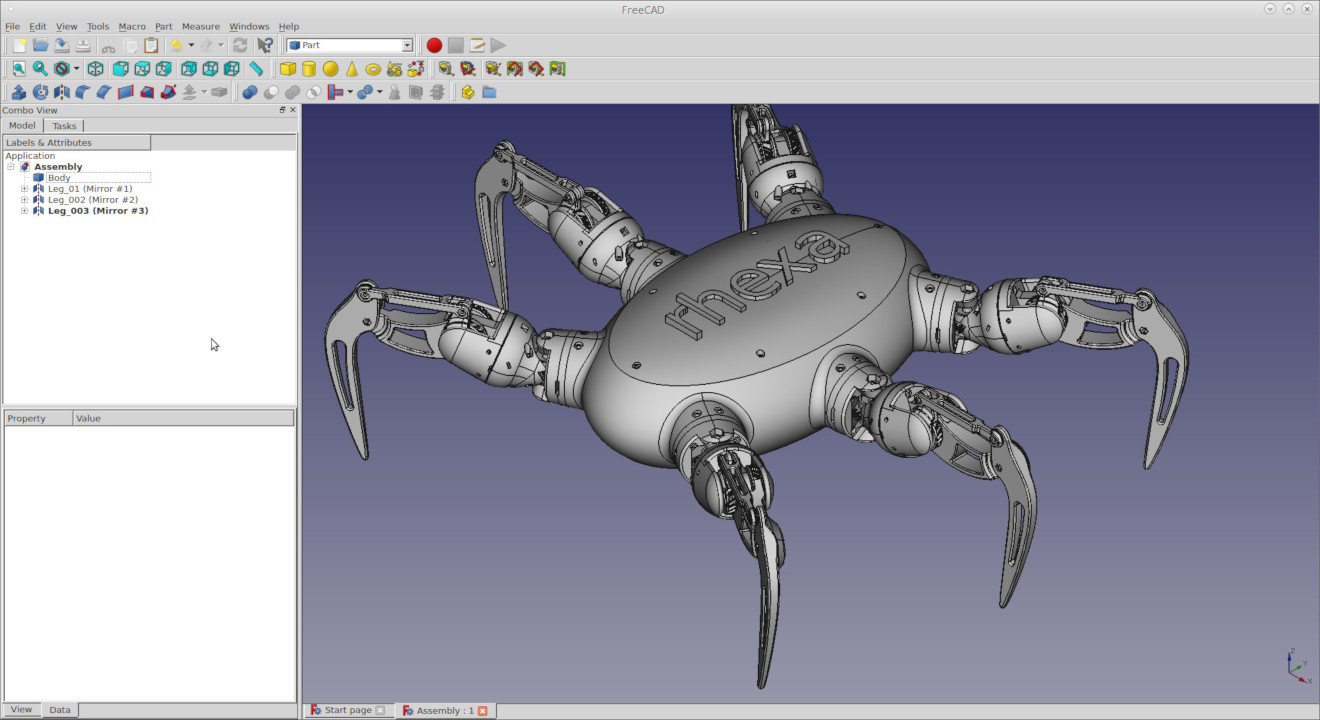 FreeCAD
File Edit View Tools Macro Part Measure Windows Help
Part
Combo View
Model Tasks
Labels & Attributes
Application
Assembly
Body
Leg_01 (Mirror #1)
Leg_002 (Mirror #2)
Leg_003 (Mirror #3)
rhexa
Property Value
View Data
Start page
Assembly : 1
Z
Y
X